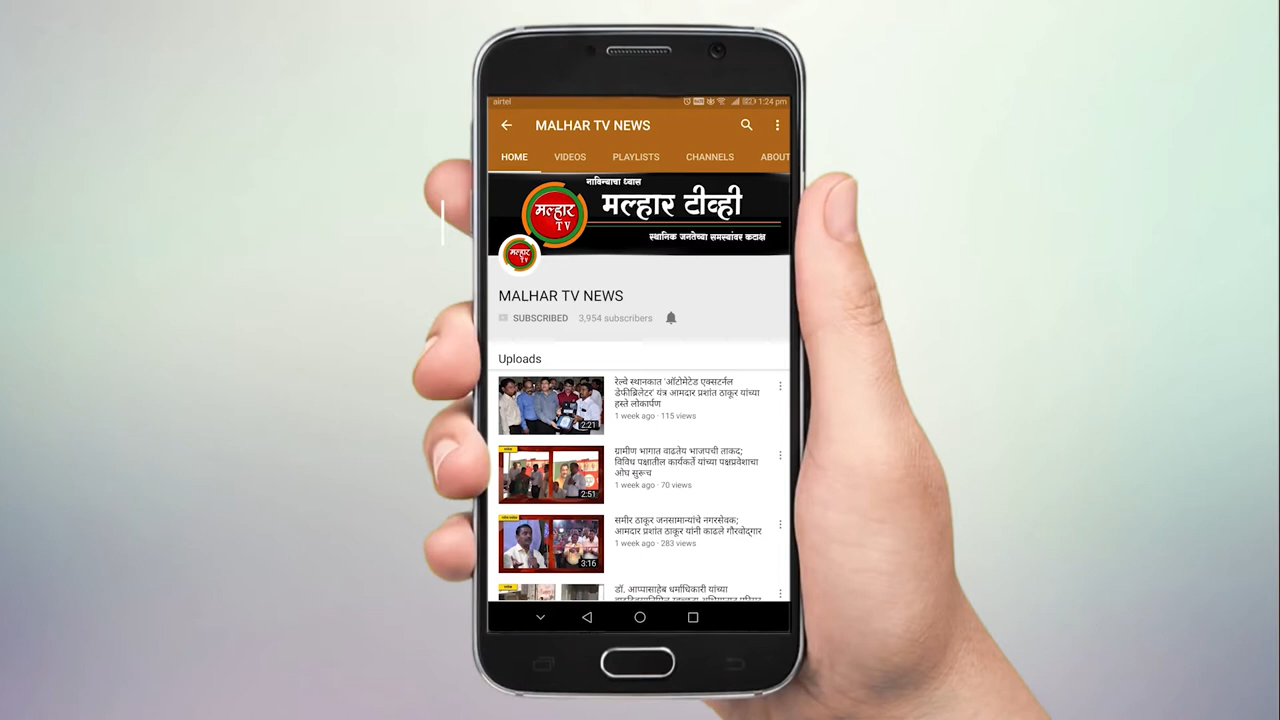 airtel
1:24 pm
MALHAR TV NEWS
HOME VIDEOS PLAYLISTS CHANNELS ABOUT
नाविन्याचा ध्यास
मल्हार टीव्ही
स्थानिक जनतेच्या समस्यांवर कटाक्ष
मल्हार
TV
मल्हार
TV
MALHAR TV NEWS
SUBSCRIBED 3,954 subscribers
Uploads
रेल्वे स्थानकात 'ऑटोमेटेड एक्सटर्नल
डेफीब्रिलेटर' यंत्र आमदार प्रशांत ठाकूर यांच्या
हस्ते लोकार्पण
1 week ago · 115 views
2:21
ग्रामीण भागात वाढतेय भाजपची ताकद;
विविध पक्षातील कार्यकर्ते यांच्या पक्षप्रवेशाचा
ओघ सुरूच
1 week ago · 70 views
2:51
समीर ठाकूर जनसामान्यांचे नगरसेवक;
आमदार प्रशांत ठाकूर यांनी काढले गौरवोद्गार
1 week ago · 283 views
3:16
डॉ. आप्पासाहेब धर्माधिकारी यांच्या